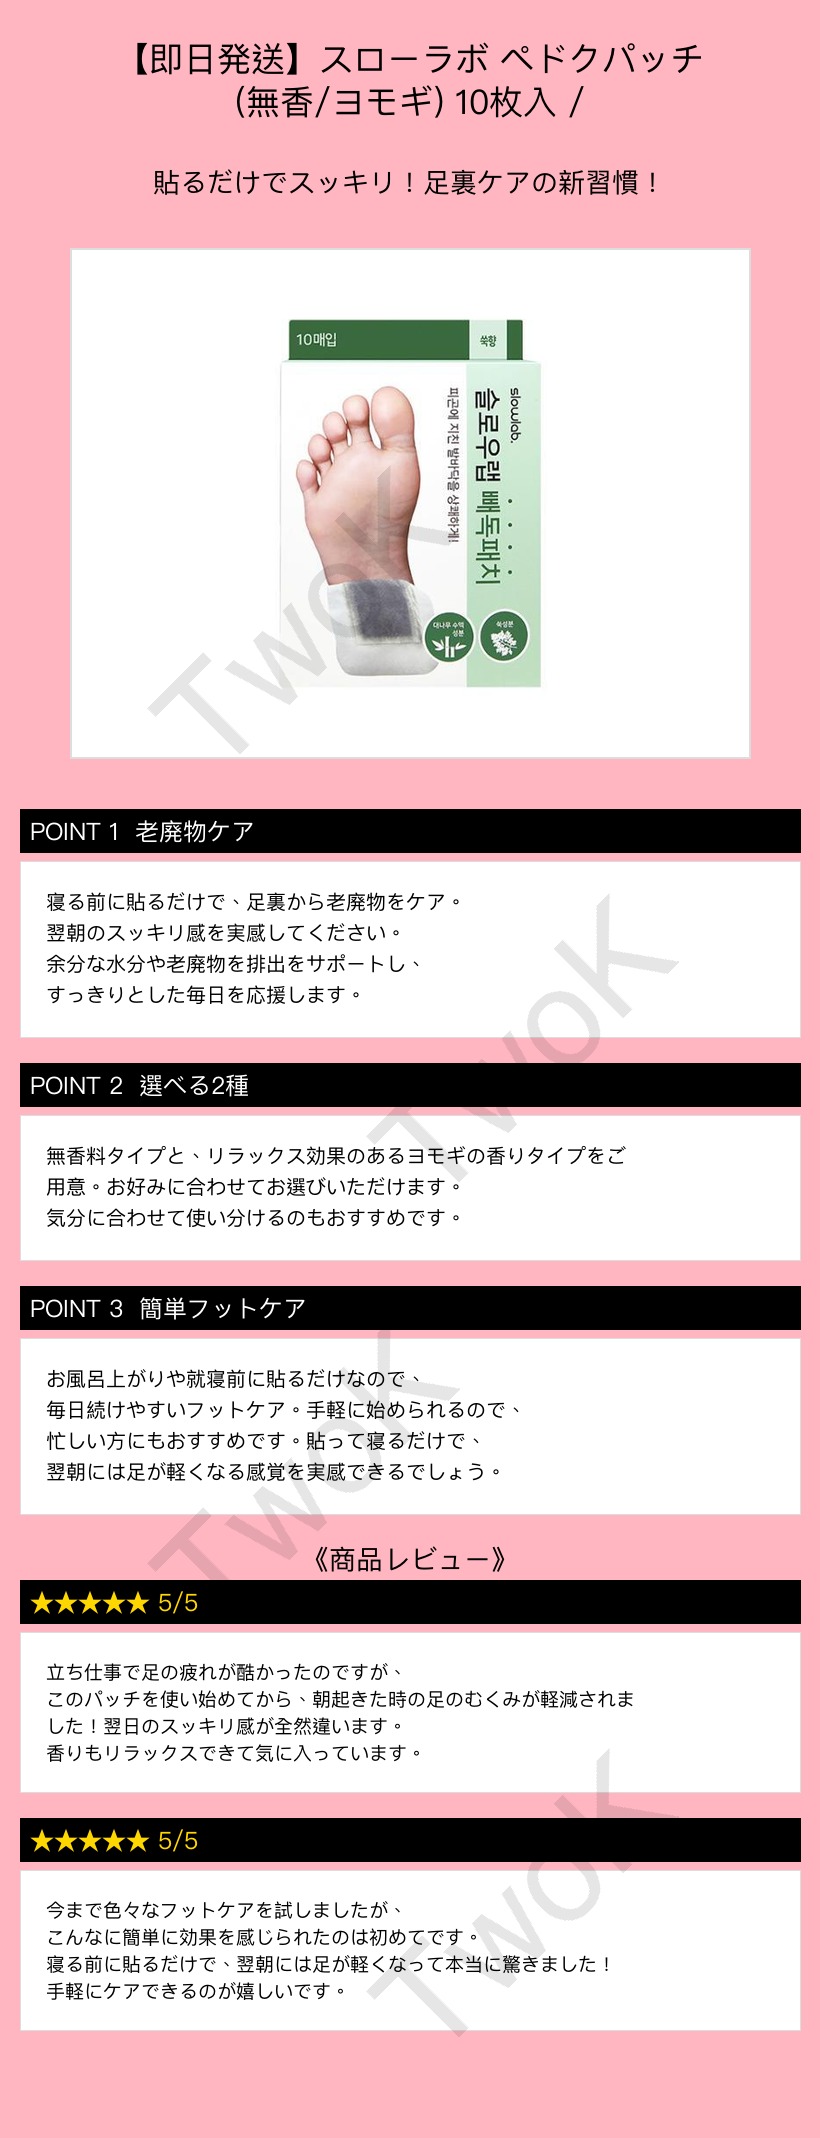 【即日発送】スローラボ ペドクパッチ
(無香/ヨモギ) 10枚入 /
貼るだけでスッキリ！足裏ケアの新習慣！
10매입
쑥향
slowlab.
슬로우램 빼독패치
피곤에 지친 발바닥을 상쾌하게!
대나무 수액
성분
쑥성분
TwoK
POINT 1 老廃物ケア
寝る前に貼るだけで、足裏から老廃物をケア。
翌朝のスッキリ感を実感してください。
余分な水分や老廃物を排出をサポートし、
すっきりとした毎日を応援します。
TwoK
POINT 2 選べる2種
無香料タイプと、リラックス効果のあるヨモギの香りタイプをご
用意。お好みに合わせてお選びいただけます。
気分に合わせて使い分けるのもおすすめです。
POINT 3 簡単フットケア
お風呂上がりや就寝前に貼るだけなので、
毎日続けやすいフットケア。手軽に始められるので、
忙しい方にもおすすめです。貼って寝るだけで、
翌朝には足が軽くなる感覚を実感できるでしょう。
TwoK
《商品レビュー》
★★★★★ 5/5
立ち仕事で足の疲れが酷かったのですが、
このパッチを使い始めてから、朝起きた時の足のむくみが軽減されま
した！翌日のスッキリ感が全然違います。
香りもリラックスできて気に入っています。
★★★★★ 5/5
今まで色々なフットケアを試しましたが、
こんなに簡単に効果を感じられたのは初めてです。
寝る前に貼るだけで、翌朝には足が軽くなって本当に驚きました！
手軽にケアできるのが嬉しいです。
TwoK